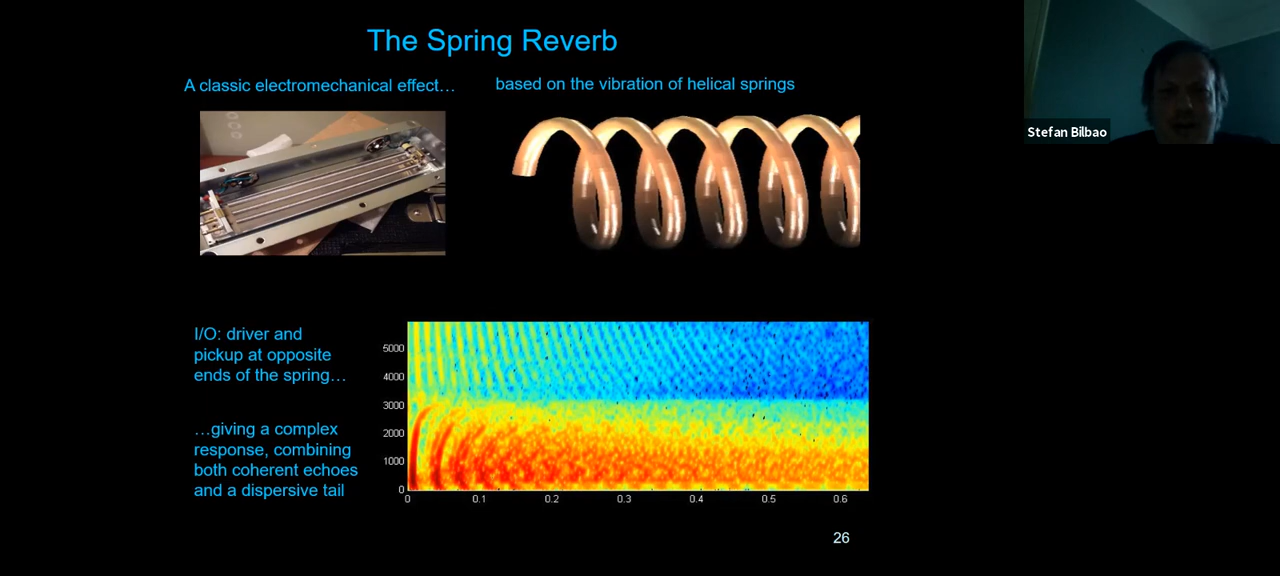 The Spring Reverb
A classic electromechanical effect…
based on the vibration of helical springs
Stefan Bilbao
I/O: driver and
pickup at opposite
ends of the spring…
…giving a complex
response, combining
both coherent echoes
and a dispersive tail
5000
4000
3000
2000
1000
0
0
0.1
0.2
0.3
0.4
0.5
0.6
26